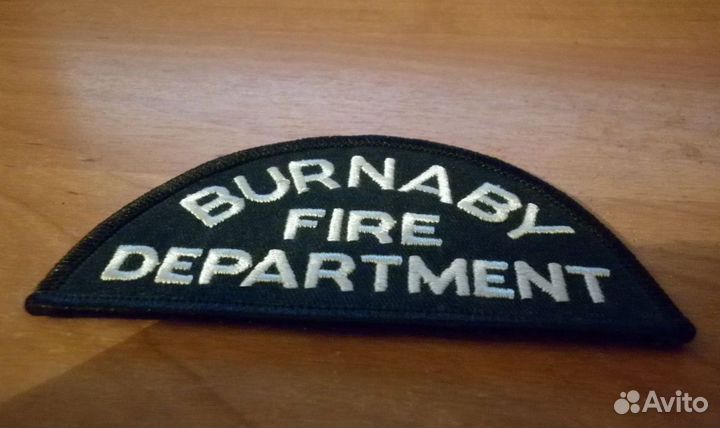 BURNABY
FIRE
DEPARTMENT
Avito